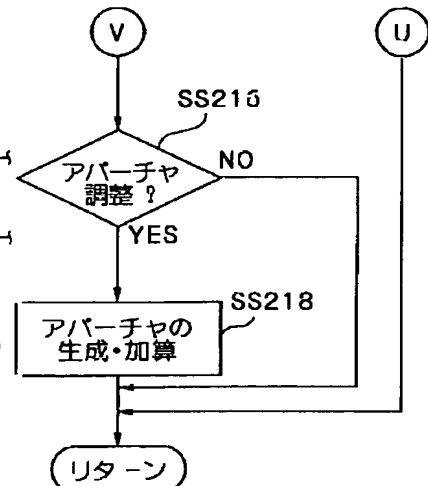 V
U
SS216
アパーチャ
調整 ?
NO
YES
SS218
アパーチャの
生成・加算
リターン